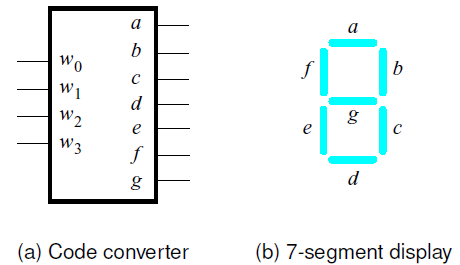 a
b
c
d
e
f
g
w0
w1
w2
w3
a
f
b
g
e
c
d
(a) Code converter
(b) 7-segment display